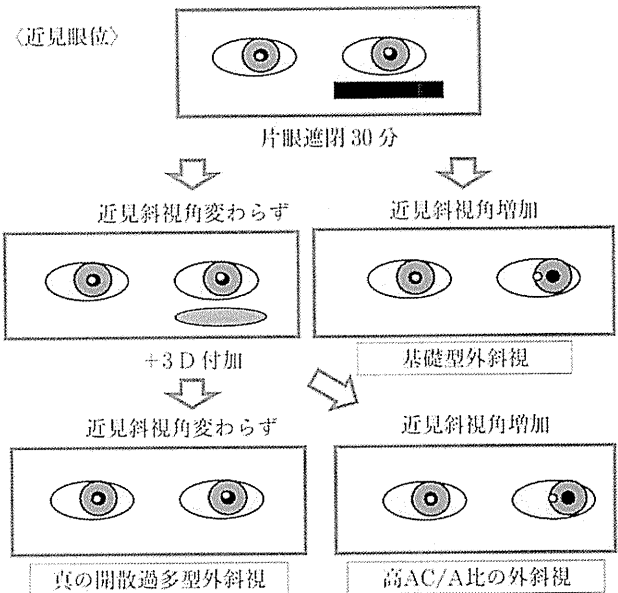 〈近見眼位〉
片眼遮閉 30 分
近見斜視角変わらず
近見斜視角増加
+3 D 付加
基礎型外斜視
近見斜視角変わらず
近見斜視角増加
真の開散過多型外斜視
高AC/A比の外斜視